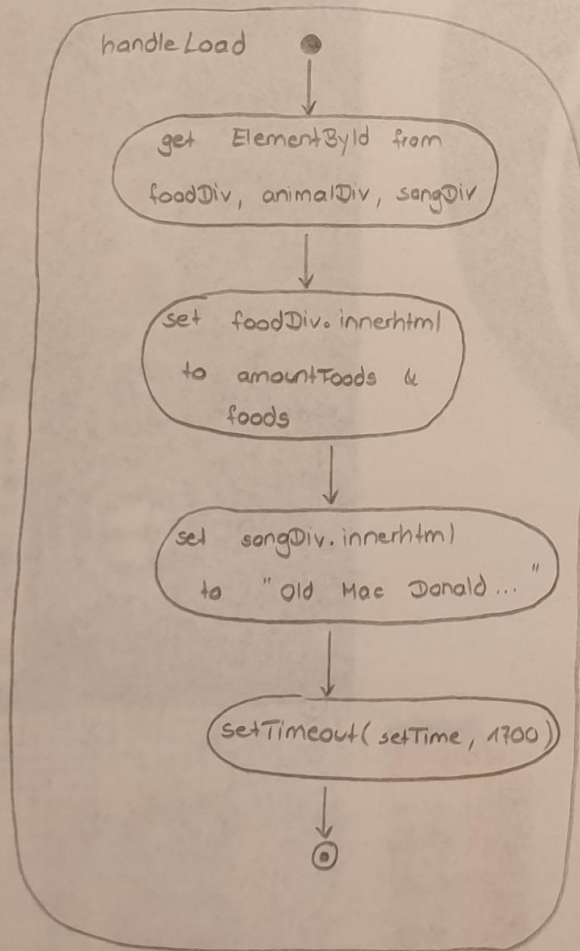 handleLoad
get ElementById from
foodDiv, animalDiv, songDiv
set foodDiv.innerhtml
to amountFoods &
foods
set songDiv.innerhtml
to "Old Mac Donald..."
setTimeout(setTime, 1700)